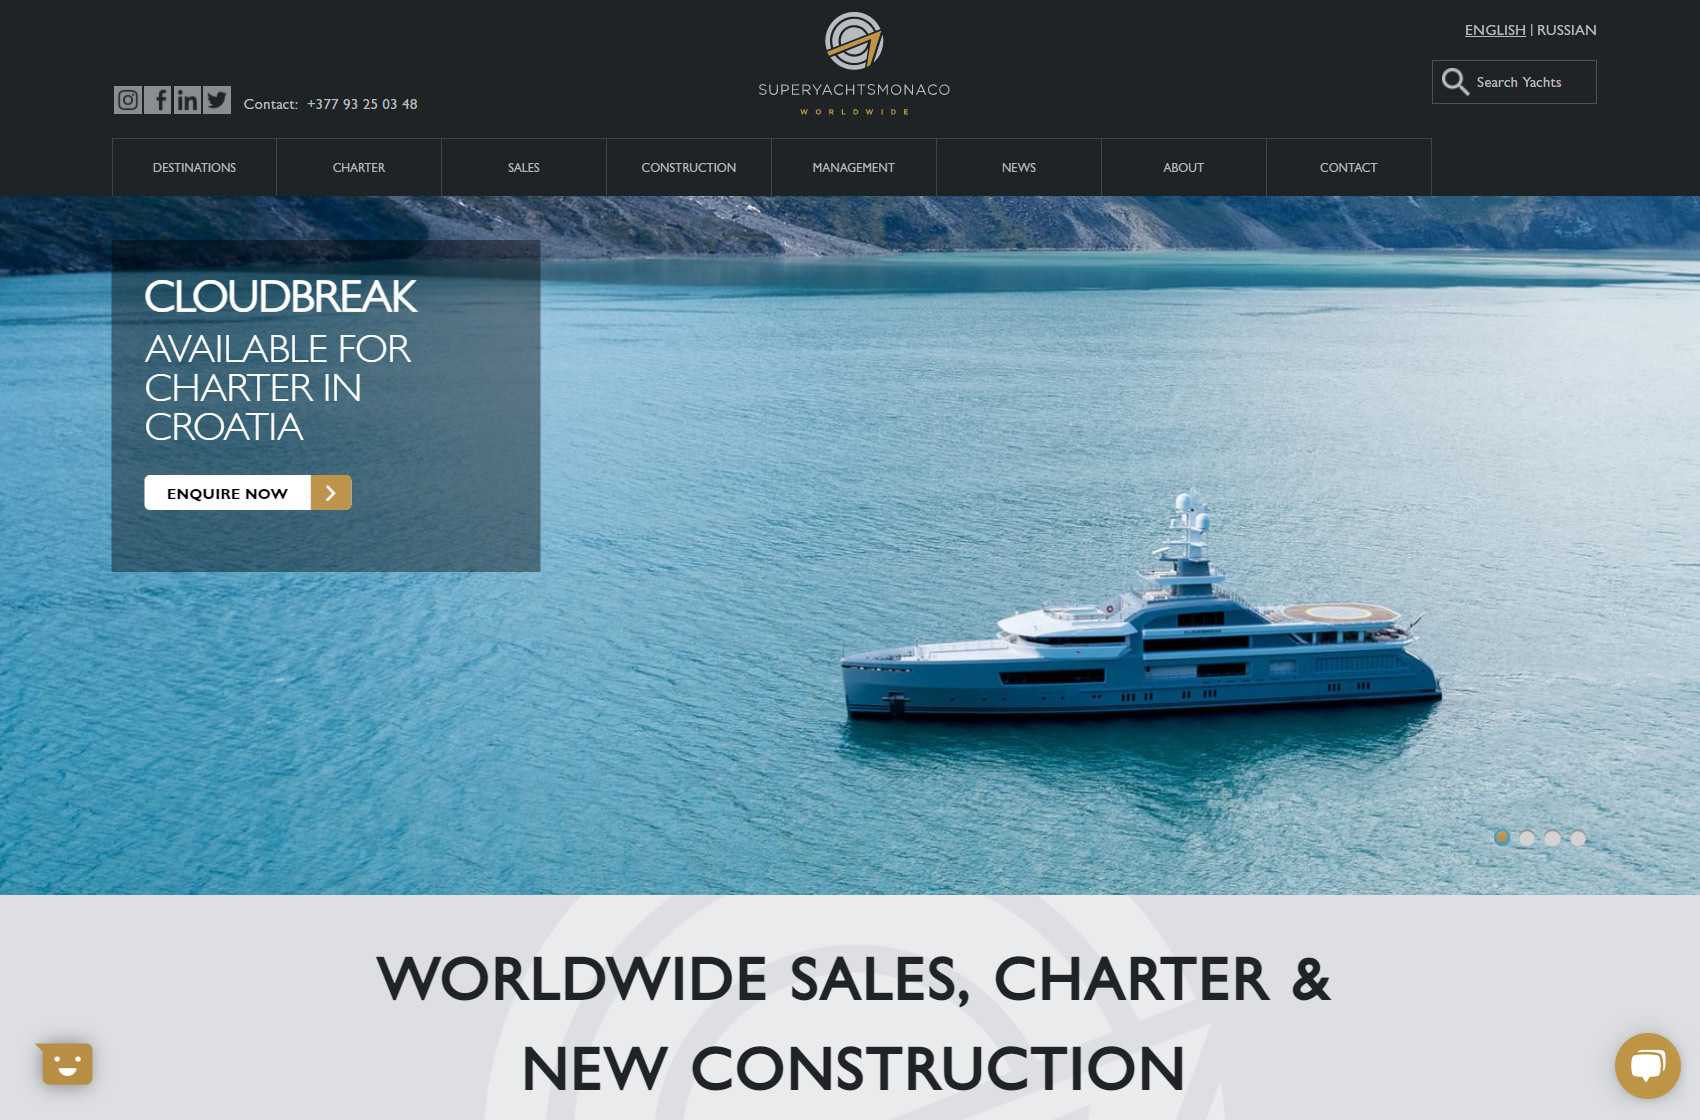 ENGLISH | RUSSIAN
Search Yachts
Contact: +377 93 25 03 48
SUPERYACHTSMONACO
WORLDWIDE
DESTINATIONS
CHARTER
SALES
CONSTRUCTION
MANAGEMENT
NEWS
ABOUT
CONTACT
CLOUDBREAK
AVAILABLE FOR
CHARTER IN
CROATIA
ENQUIRE NOW
CLOUDBREAK
WORLDWIDE SALES, CHARTER &
NEW CONSTRUCTION